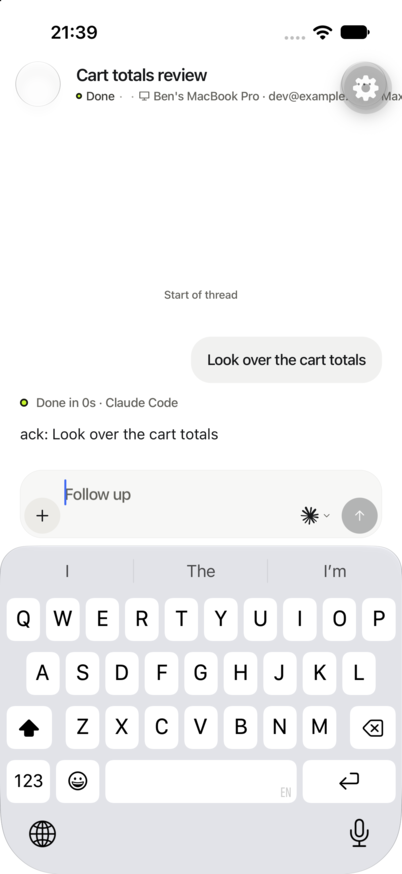 21:39
Cart totals review
Done · · Ben's MacBook Pro · dev@example. Max
Start of thread
Look over the cart totals
Done in 0s · Claude Code
ack: Look over the cart totals
Follow up
I The I'm
Q W E R T Y U I O P
A S D F G H J K L
Z X C V B N M
123 EN